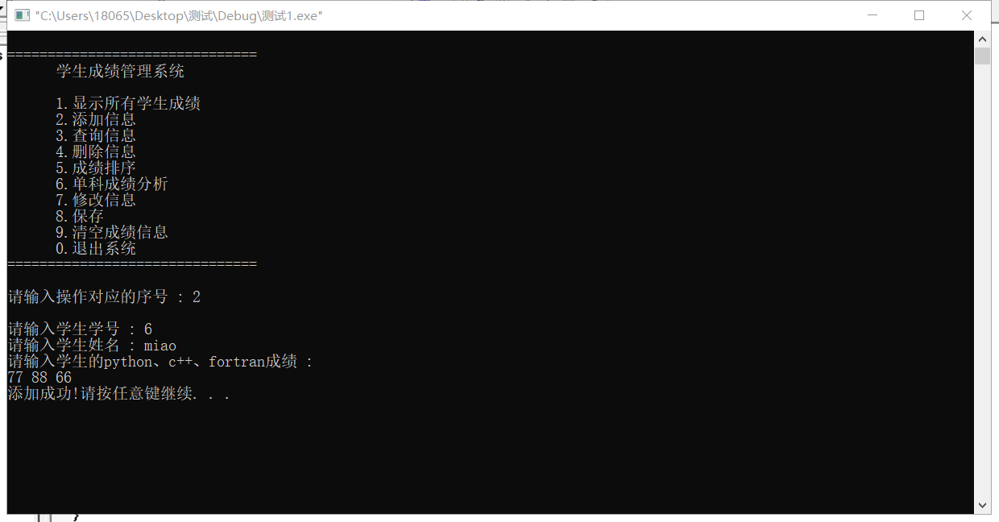 "C:\Users\18065\Desktop\测试\Debug\测试1.exe"
===============================
学生成绩管理系统
1.显示所有学生成绩
2.添加信息
3.查询信息
4.删除信息
5.成绩排序
6.单科成绩分析
7.修改信息
8.保存
9.清空成绩信息
0.退出系统
===============================
请输入操作对应的序号 : 2
请输入学生学号 : 6
请输入学生姓名 : miao
请输入学生的python、c++、fortran成绩 :
77 88 66
添加成功!请按任意键继续. . .
}